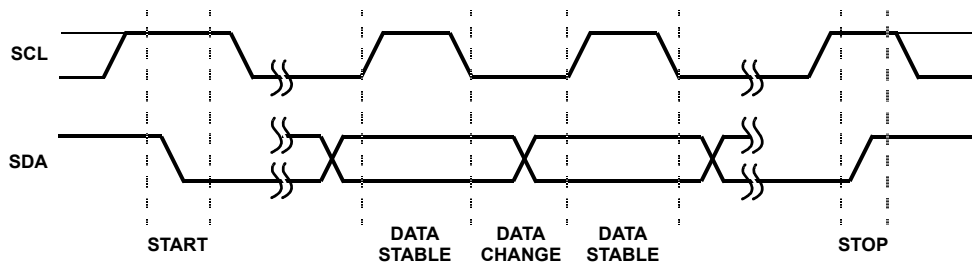 SCL
SDA
START
DATA
STABLE
DATA
CHANGE
DATA
STABLE
STOP